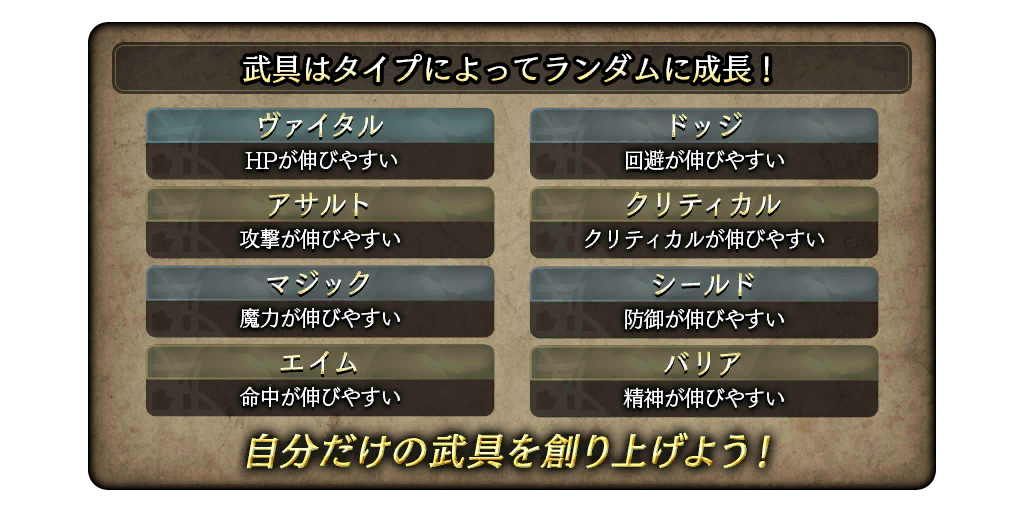 武具はタイプによってランダムに成長！
ヴァイタル
HPが伸びやすい
ドッジ
回避が伸びやすい
アサルト
攻撃が伸びやすい
クリティカル
クリティカルが伸びやすい
マジック
魔力が伸びやすい
シールド
防御が伸びやすい
エイム
命中が伸びやすい
バリア
精神が伸びやすい
自分だけの武具を創り上げよう！